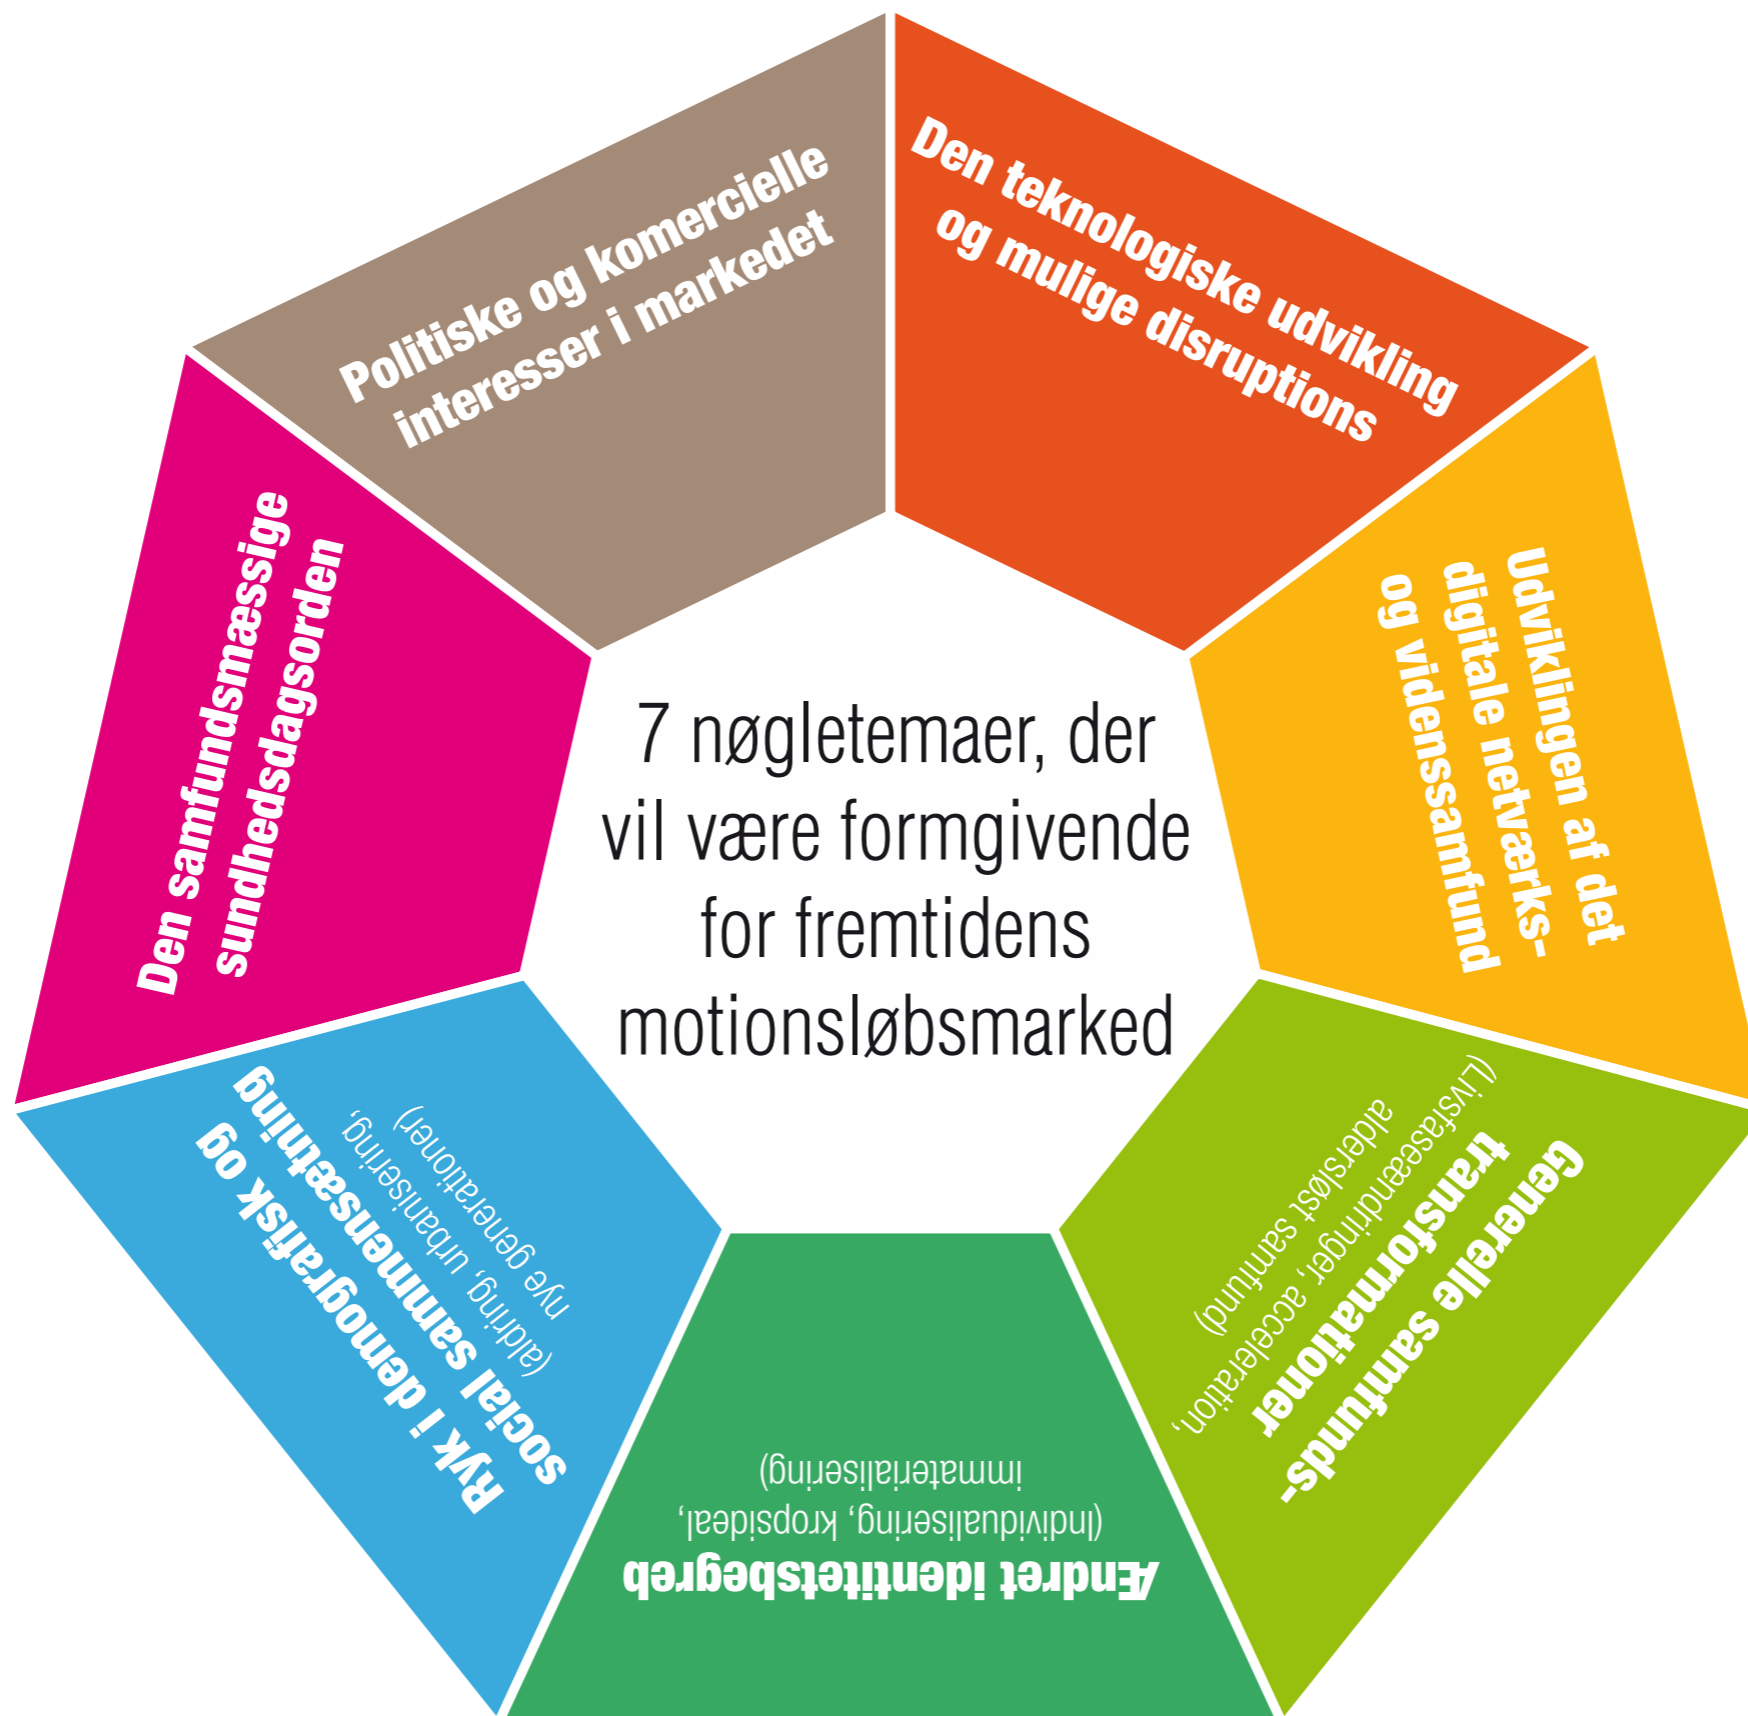 7 nøgletemaer, der
vil være formgivende
for fremtidens
motionsløbsmarked
Den teknologiske udvikling
og mulige disruptions
Udviklingen af det
digitale netværks-
og videnssamfund
Generelle samfunds-
transformationer
(Livsfaseændringer, acceleration,
aldersløst samfund)
Ændret identitetsbegreb
(Individualisering, kropsideal,
immaterialisering)
Ryk i demografisk og
social sammensætning
(aldring, urbanisering,
nye generationer)
Den samfundsmæssige
sundhedsdagsorden
Politiske og komercielle
interesser i markedet